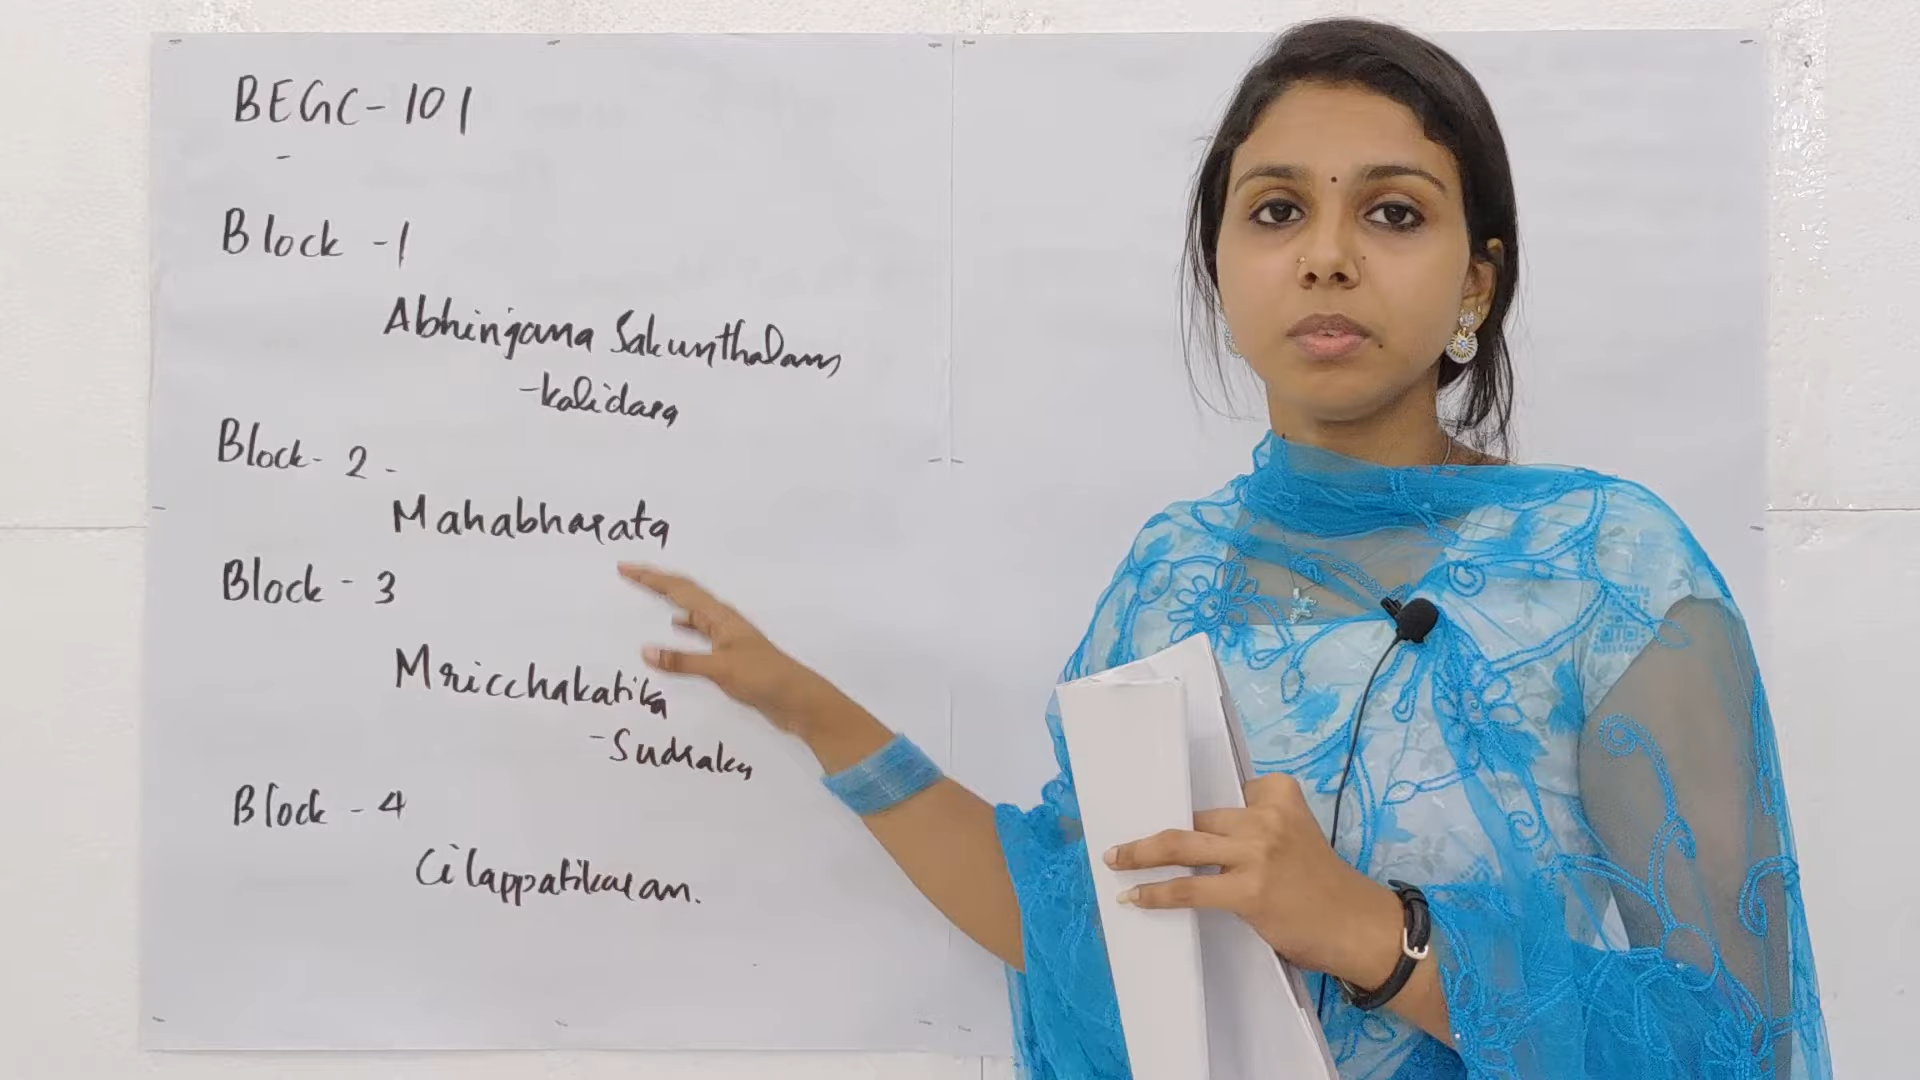 BEGC-101
Block -1
Abhinjana Sakunthalam
-Kalidasa
Block- 2 -
Mahabharata
Block - 3
Mricchakatika
-Sudraka
Block - 4
Cilappatikaram.